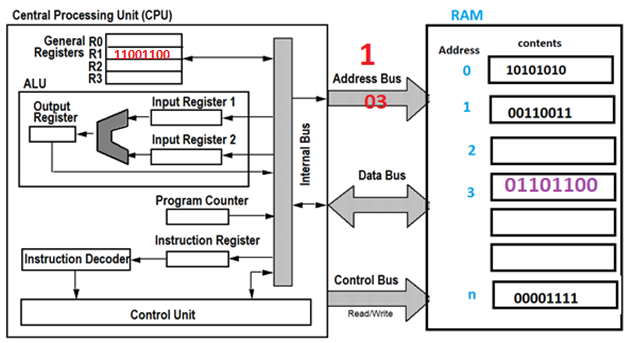 Central Processing Unit (CPU)
General
Registers
R0
R1 11001100
R2
R3
ALU
Output
Register
Input Register 1
Input Register 2
Internal Bus
Program Counter
Instruction Register
Instruction Decoder
Control Unit
1
Address Bus
03
Data Bus
Control Bus
Read/Write
RAM
Address contents
0 10101010
1 00110011
2
3 01101100
n 00001111